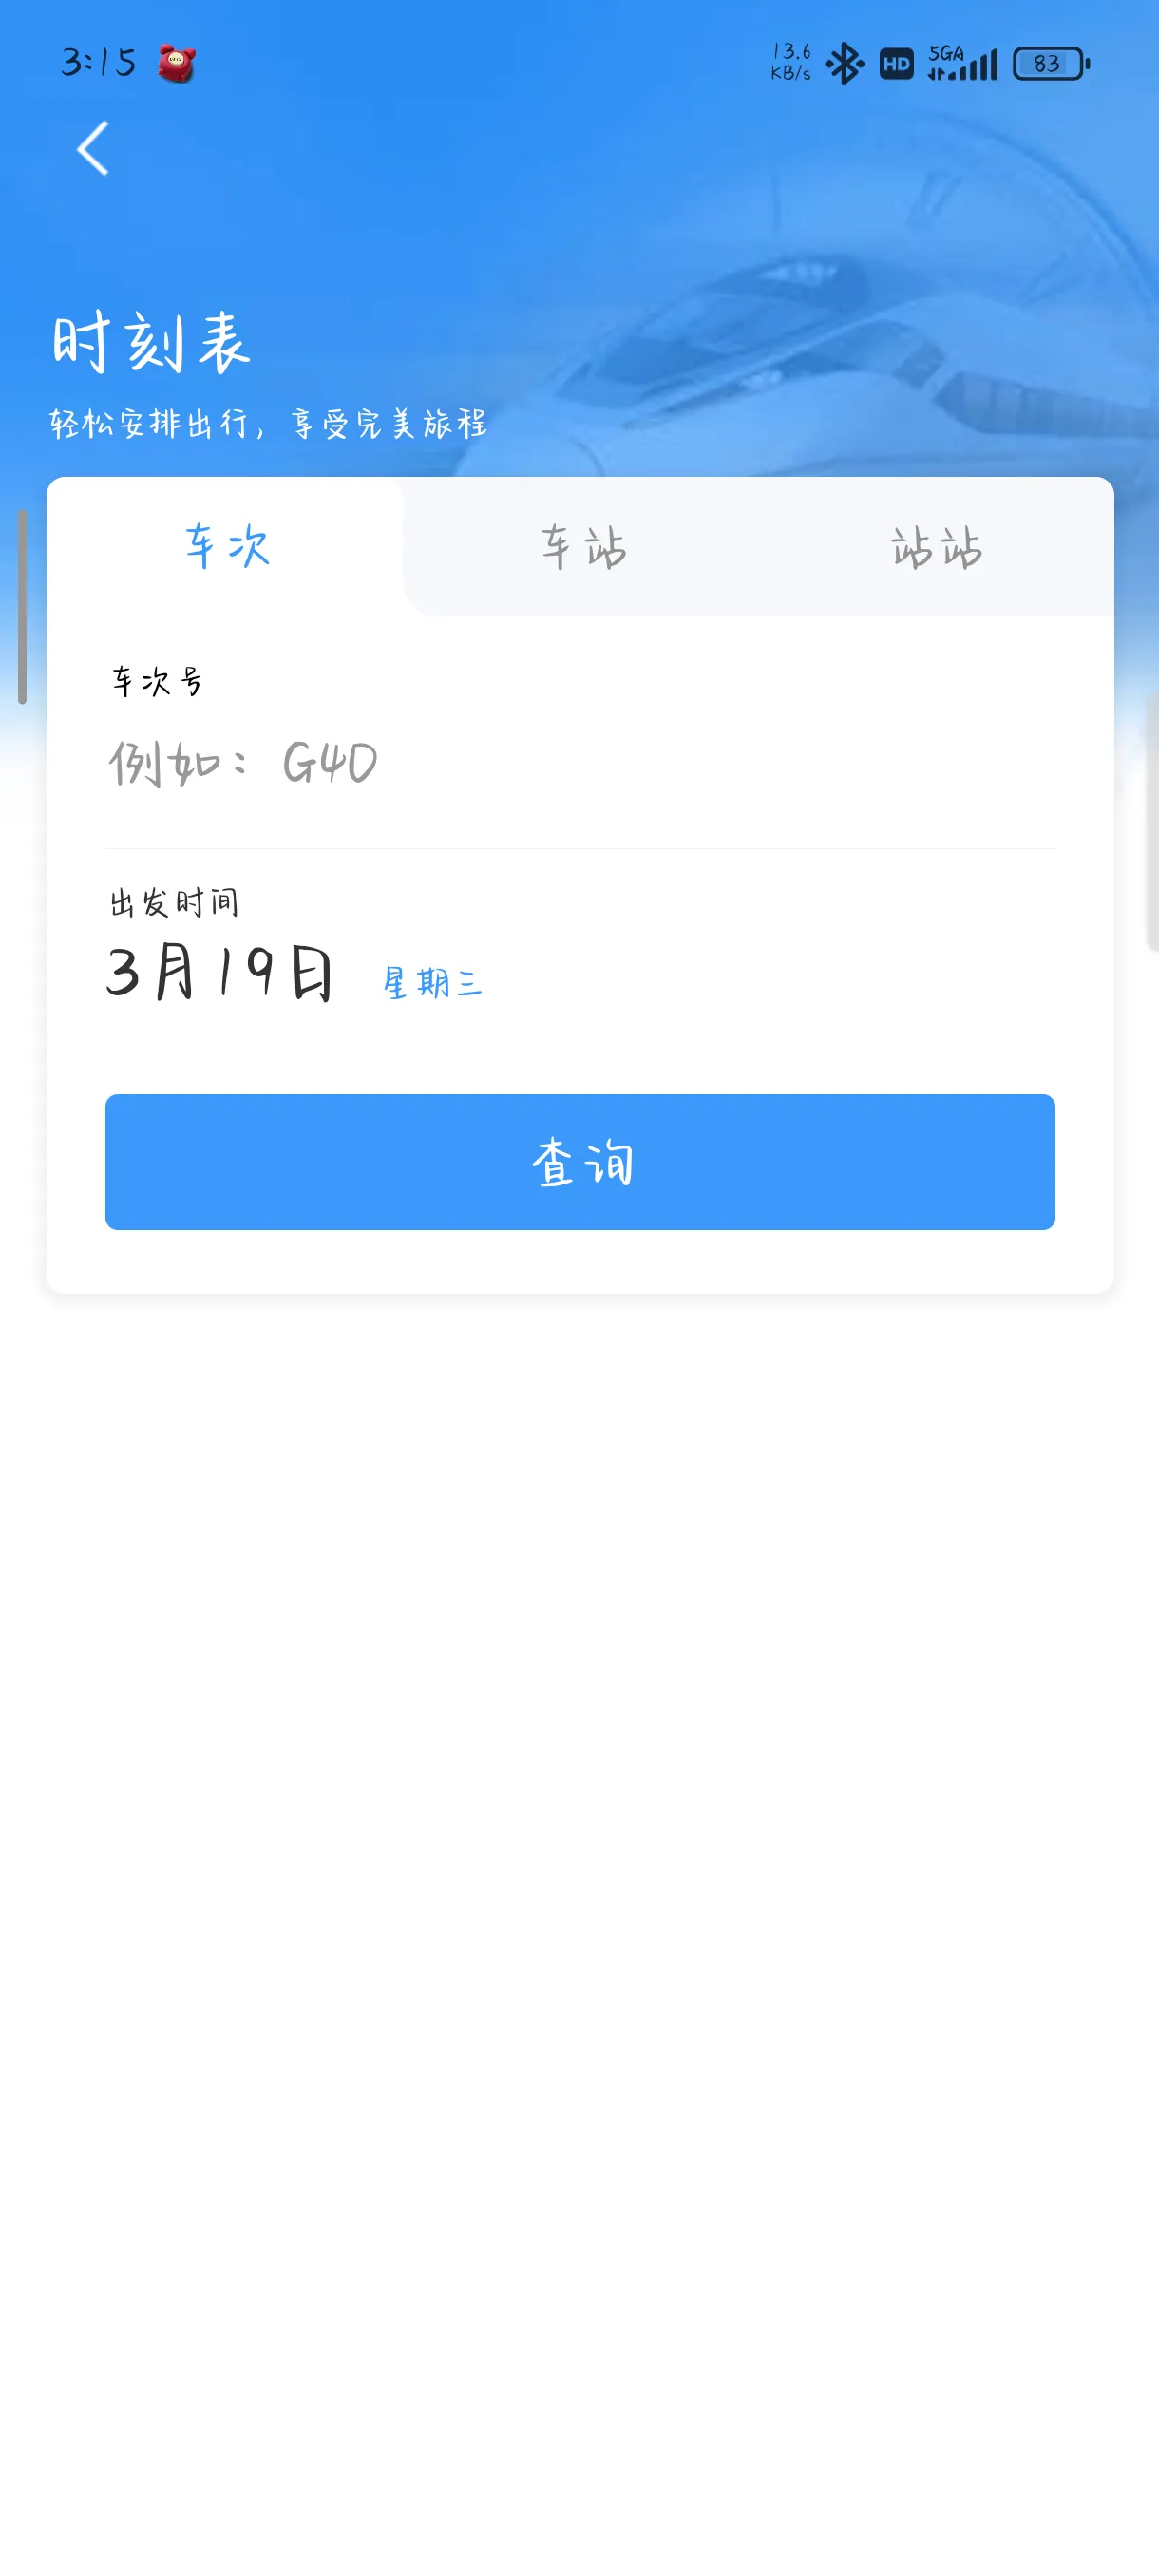 3:15
13.6 KB/s HD 5GA 83
时刻表
轻松安排出行，享受完美旅程
车次 车站 站站
车次号
例如：G40
出发时间
3月19日 星期三
查询